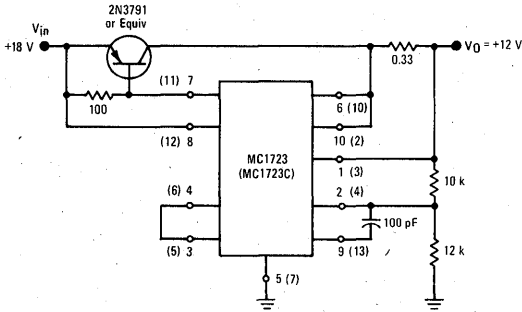 2N3791
or Equiv
Vin
+18 V
VO = +12 V
0.33
(11) 7
6 (10)
100
(12) 8
10 (2)
MC1723
(MC1723C)
1 (3)
10 k
(6) 4
2 (4)
100 pF
(5) 3
9 (13)
12 k
5 (7)